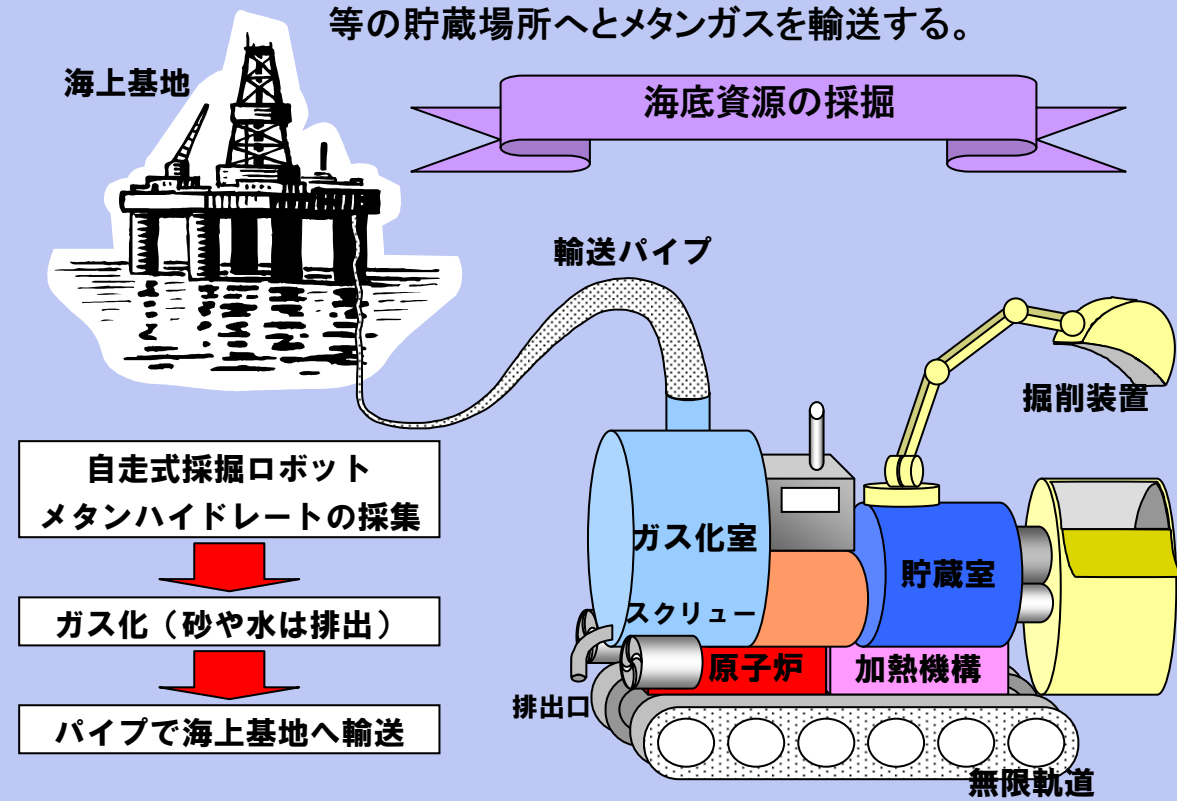 等の貯蔵場所へとメタンガスを輸送する。
海上基地
海底資源の採掘
輸送パイプ
掘削装置
自走式採掘ロボット
メタンハイドレートの採集
ガス化室
貯蔵室
ガス化（砂や水は排出）
スクリュー
原子炉
加熱機構
排出口
パイプで海上基地へ輸送
無限軌道